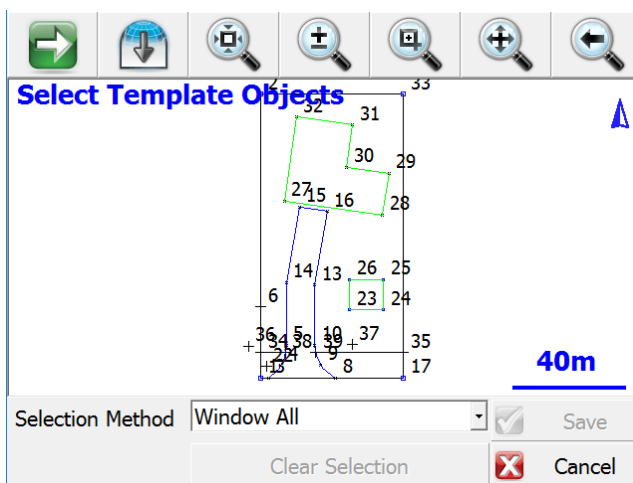 2 33
Select Template Objects
32 31
30 29
27 15 16 28
14 13 26 25
6 23 24
36 34 5 38 10 39 37 35
4 9
8 17
40m
Selection Method Window All Save
Clear Selection Cancel